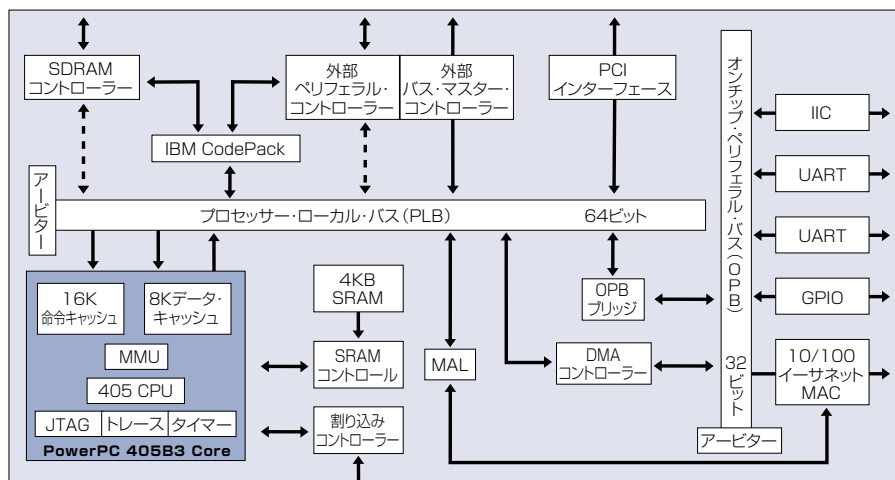 SDRAM
コントローラー
外部
ペリフェラル・
コントローラー
外部
バス・マスター・
コントローラー
PCI
インターフェース
IBM CodePack
アービター
プロセッサー・ローカル・バス(PLB)
64ビット
オンチップ・ペリフェラル・バス(OPB)
32ビット
アービター
IIC
UART
UART
GPIO
10/100
イーサネット
MAC
16K
命令キャッシュ
8Kデータ・
キャッシュ
MMU
405 CPU
JTAG
トレース
タイマー
PowerPC 405B3 Core
4KB
SRAM
SRAM
コントロール
割り込み
コントローラー
MAL
OPB
ブリッジ
DMA
コントローラー